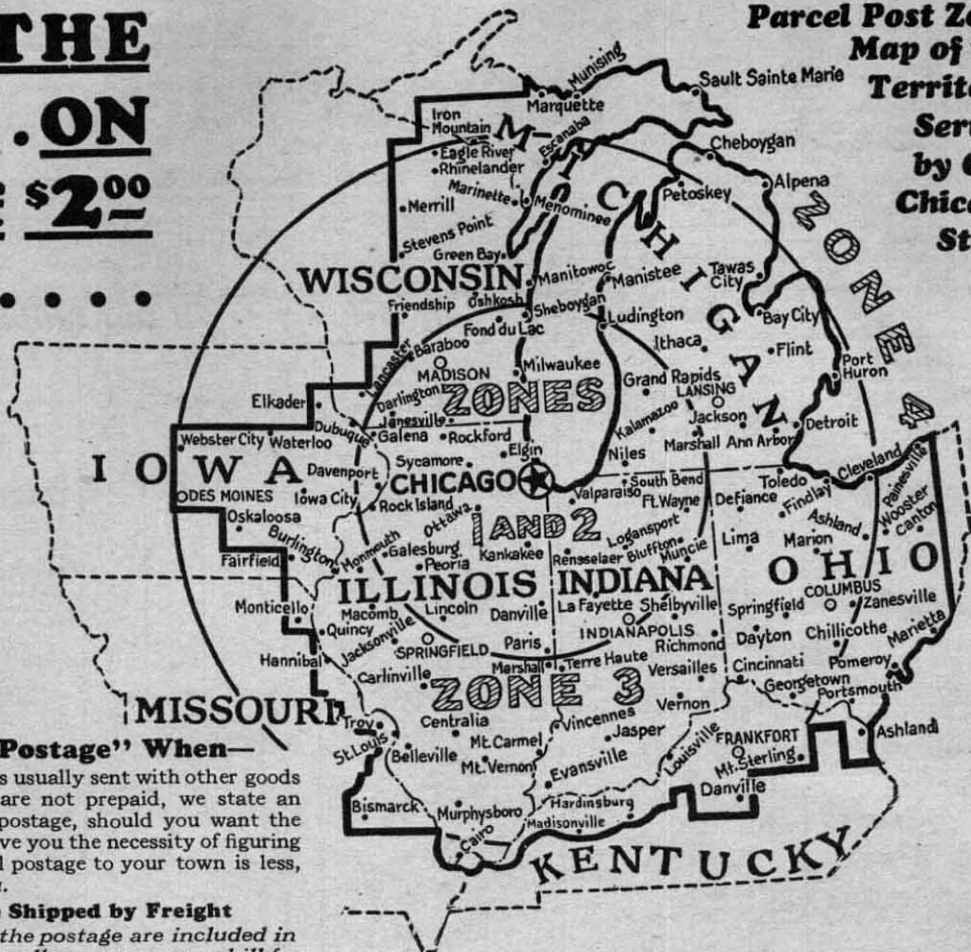 THE
. ON
$2.00
. . . .
Parcel Post
Map of
by
Sault Sainte Marie
Munising
Marquette
Iron
Mountain
Escanaba
Cheboygan
Eagle River
Rhinelander
Petoskey
Alpena
Marinette
Menominee
Merrill
MICHIGAN
ZONE 4
Stevens Point
Green Bay
WISCONSIN
Manitowoc
Manistee
Tawas
City
Friendship
Oshkosh
Sheboygan
Ludington
Bay City
Fond du Lac
Lancaster
Baraboo
Ithaca
Flint
MADISON
Milwaukee
Port
Huron
Grand Rapids
LANSING
Elkader
Darlington
ZONES
Kalamazoo
Jackson
Detroit
Dubuque
Janesville
Webster City
Waterloo
Galena
Rockford
Marshall
Ann Arbor
Elgin
Niles
Cleveland
Painesville
IOWA
Davenport
Sycamore
CHICAGO
South Bend
Toledo
DES MOINES
Iowa City
Rock Island
Valparaiso
Ft. Wayne
Defiance
Findlay
Wooster
Canton
Oskaloosa
Ottawa
1 AND 2
Logansport
Ashland
Burlington
Monmouth
Galesburg
Kankakee
Rensselaer
Bluffton
Muncie
Lima
Marion
Fairfield
Peoria
ILLINOIS
INDIANA
OHIO
Monticello
Macomb
Lincoln
Danville
La Fayette
Shelbyville
Springfield
COLUMBUS
Zanesville
Quincy
Jacksonville
SPRINGFIELD
Paris
INDIANAPOLIS
Richmond
Dayton
Chillicothe
Marietta
Hannibal
Carlinville
Marshall
Terre Haute
Versailles
Cincinnati
Pomeroy
ZONE 3
Georgetown
Portsmouth
MISSOURI
Troy
Centralia
Vincennes
Vernon
St. Louis
Belleville
Mt. Carmel
Jasper
Louisville
FRANKFORT
Ashland
Mt. Vernon
Evansville
Mt. Sterling
Danville
Bismarck
Murphysboro
Hardinsburg
Cairo
Madisonville
KENTUCKY
Postage" When—
s usually sent with other goods
are not prepaid, we state an
postage, should you want the
ve you the necessity of figuring
l postage to your town is less,
Shipped by Freight
the postage are included in